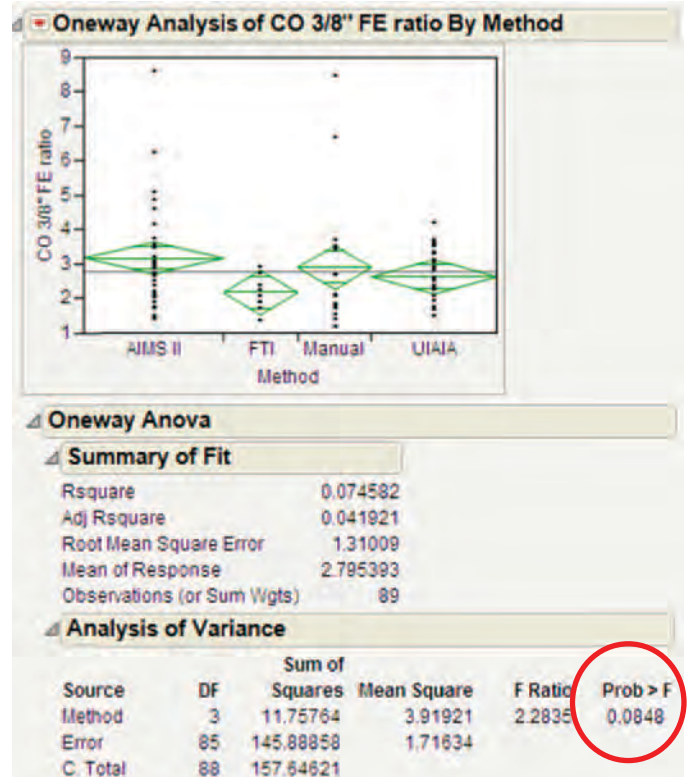 Oneway Analysis of CO 3/8" FE ratio By Method
9
8
7
6
5
4
3
2
1
CO 3/8" FE ratio
AIMS II FTI Manual UIAIA
Method
Oneway Anova
Summary of Fit
Rsquare 0.074582
Adj Rsquare 0.041921
Root Mean Square Error 1.31009
Mean of Response 2.795393
Observations (or Sum Wgts) 89
Analysis of Variance
Sum of
Source DF Squares Mean Square F Ratio Prob > F
Method 3 11.75764 3.91921 2.2835 0.0848
Error 85 145.88858 1.71634
C. Total 88 157.64621